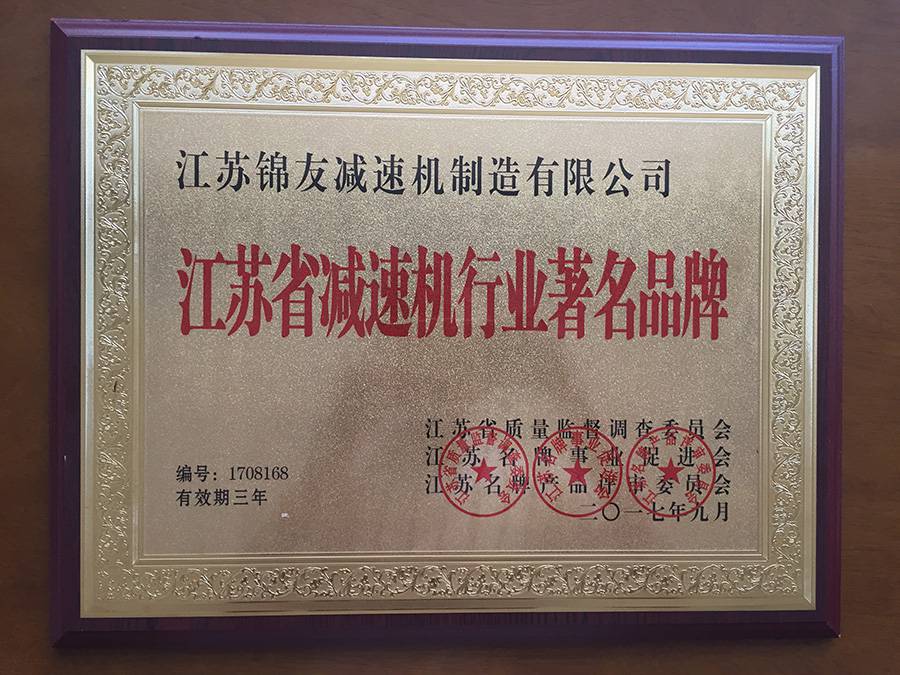 江苏锦友减速机制造有限公司
江苏省减速机行业著名品牌
江苏省质量监督调查委员会
江苏名牌事业促进会
江苏名牌产品评审委员会
二〇一七年九月
编号：1708168
有效期三年